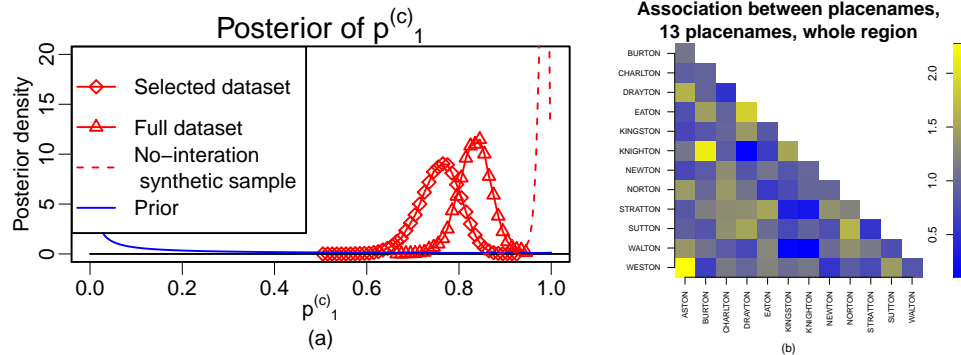 Posterior of p^(c)_1
Posterior density
20
15
10
5
0
Selected dataset
Full dataset
No−interation
synthetic sample
Prior
0.0 0.2 0.4 0.6 0.8 1.0
p^(c)_1
(a)
Association between placenames,
13 placenames, whole region
BURTON
CHARLTON
DRAYTON
EATON
KINGSTON
KNIGHTON
NEWTON
NORTON
STRATTON
SUTTON
WALTON
WESTON
ASTON
BURTON
CHARLTON
DRAYTON
EATON
KINGSTON
KNIGHTON
NEWTON
NORTON
STRATTON
SUTTON
WALTON
2.0
1.5
1.0
0.5
(b)